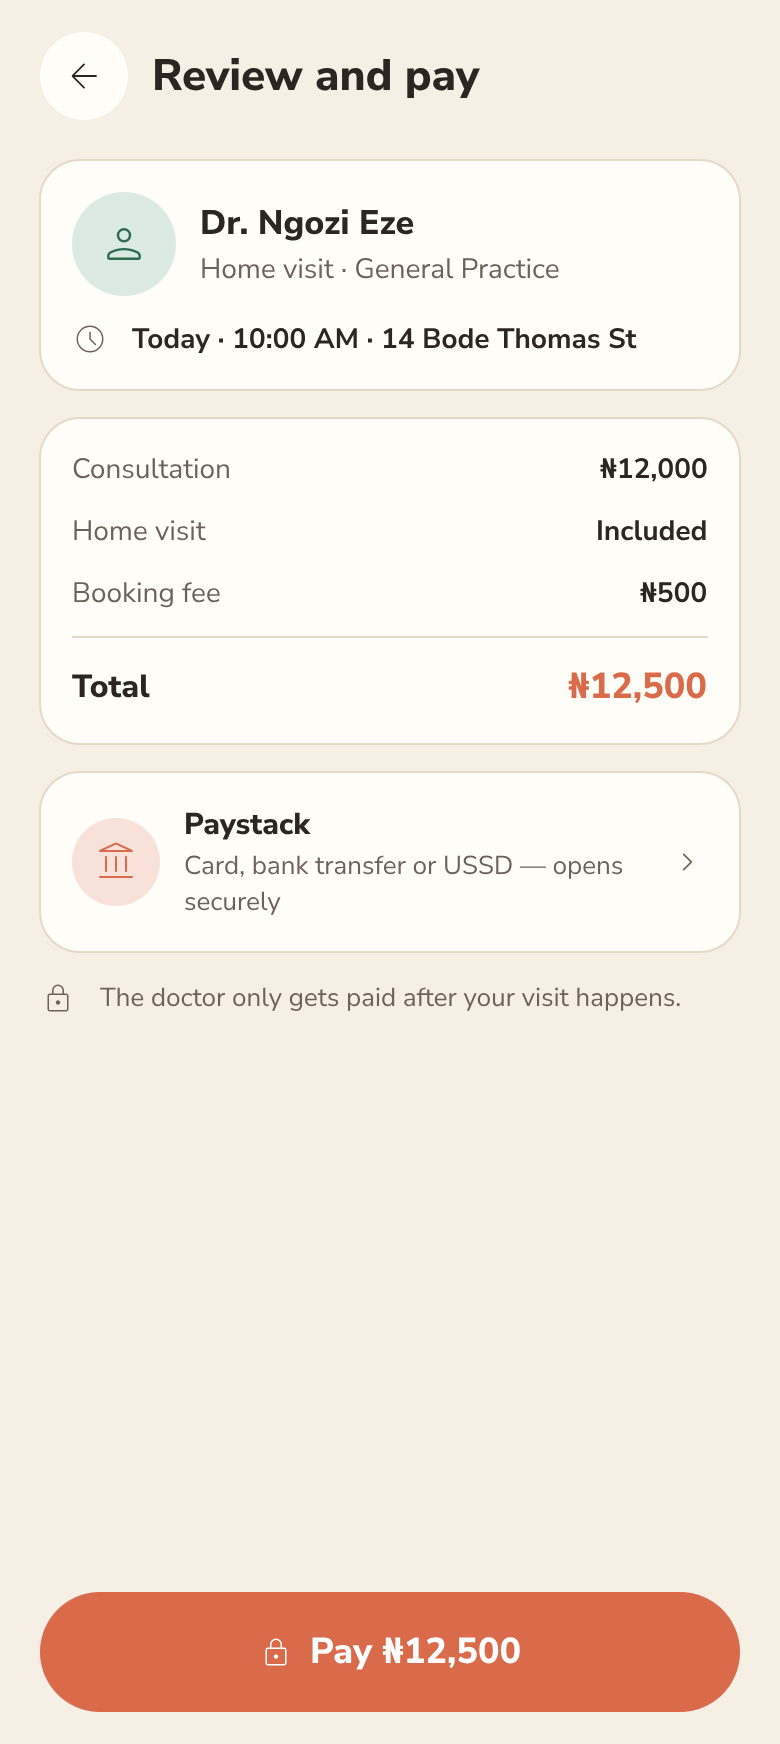 Review and pay
Dr. Ngozi Eze
Home visit · General Practice
Today · 10:00 AM · 14 Bode Thomas St
Consultation ₦12,000
Home visit Included
Booking fee ₦500
Total ₦12,500
Paystack
Card, bank transfer or USSD — opens
securely
The doctor only gets paid after your visit happens.
Pay ₦12,500